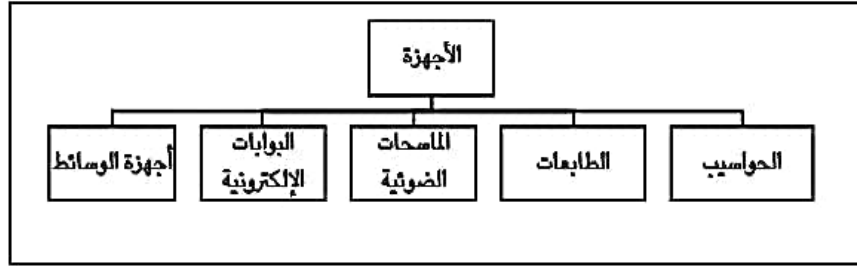 الأجهزة
الحواسيب
الطابعات
الماسحات
الضوئية
البوابات
الإلكترونية
أجهزة الوسائط